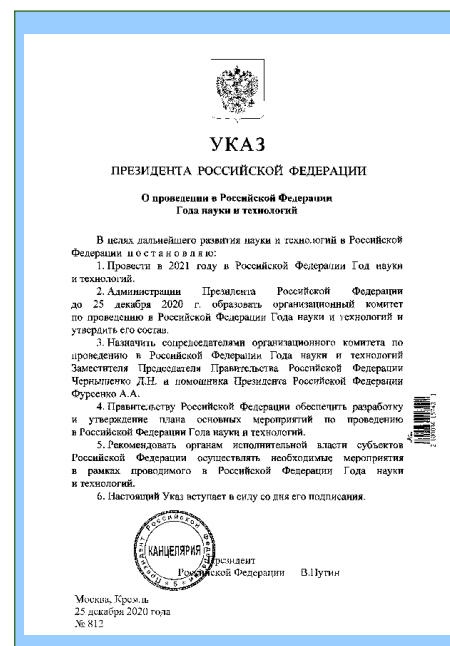 УКАЗ
ПРЕЗИДЕНТА РОССИЙСКОЙ ФЕДЕРАЦИИ
О проведении в Российской Федерации
Года науки и технологий
В целях дальнейшего развития науки и технологий в Российской
Федерации п о с т а н о в л я ю:
1. Провести в 2021 году в Российской Федерации Год науки
и технологий.
2. Администрации Президента Российской Федерации
до 25 декабря 2020 г. образовать организационный комитет
по проведению в Российской Федерации Года науки и технологий и
утвердить его состав.
3. Назначить сопредседателями организационного комитета по
проведению в Российской Федерации Года науки и технологий
Заместителя Председателя Правительства Российской Федерации
Чернышенко Д.Н. и помощника Президента Российской Федерации
Фурсенко А.А.
4. Правительству Российской Федерации обеспечить разработку
и утверждение плана основных мероприятий по проведению
в Российской Федерации Года науки и технологий.
5. Рекомендовать органам исполнительной власти субъектов
Российской Федерации осуществлять необходимые мероприятия
в рамках проводимого в Российской Федерации Года науки
и технологий.
6. Настоящий Указ вступает в силу со дня его подписания.
КАНЦЕЛЯРИЯ
Президент
Российской Федерации В.Путин
Москва, Кремль
25 декабря 2020 года
№ 812